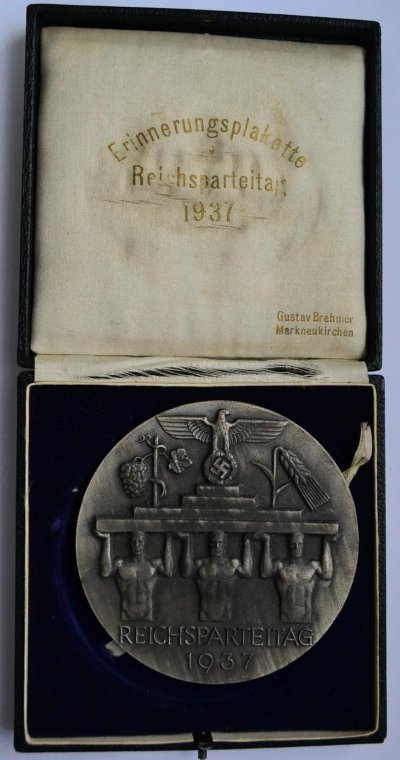 Erinnerungsplakette
Reichsparteitag
1937
Gustav Brehmer
Markneukirchen
REICHSPARTEITAG
1937